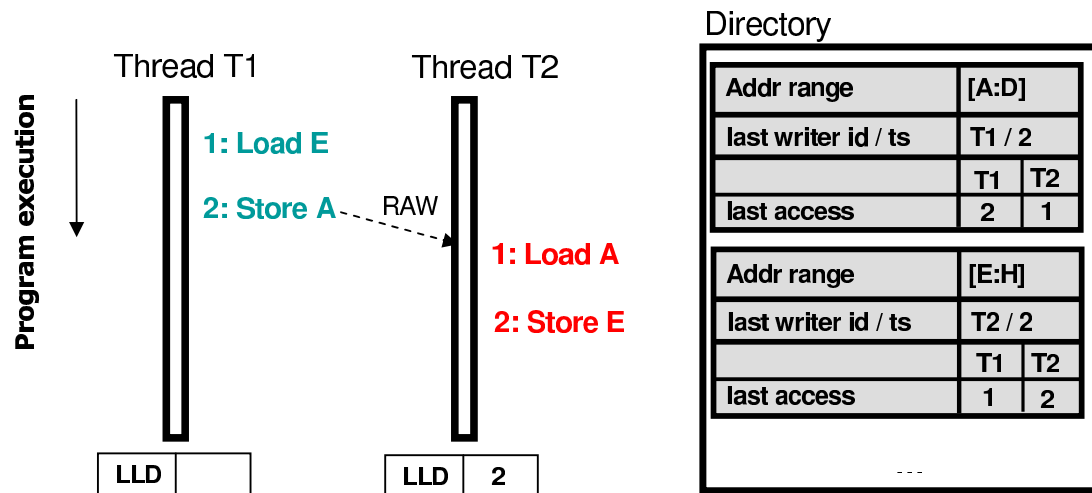 Directory
Thread T1
Thread T2
Program execution
1: Load E
2: Store A
RAW
1: Load A
2: Store E
LLD
LLD 2
Addr range [A:D]
last writer id / ts T1 / 2
T1 T2
last access 2 1
Addr range [E:H]
last writer id / ts T2 / 2
T1 T2
last access 1 2
- - -